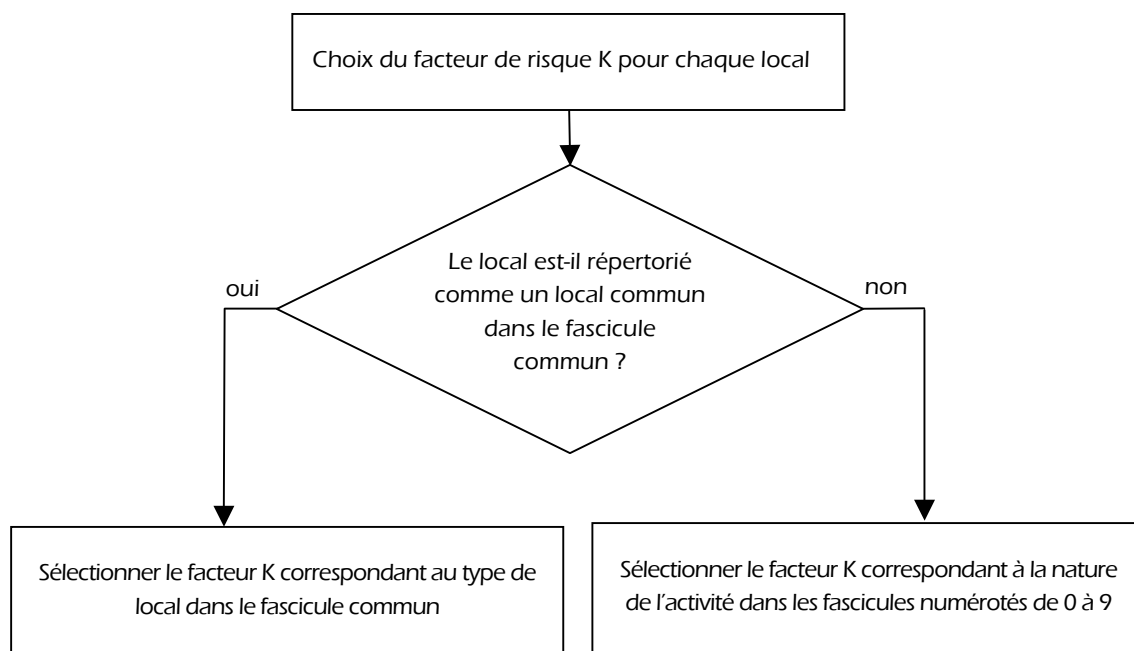 Choix du facteur de risque K pour chaque local
Le local est-il répertorié
comme un local commun
dans le fascicule
commun ?
oui
non
Sélectionner le facteur K correspondant au type de
local dans le fascicule commun
Sélectionner le facteur K correspondant à la nature
de l'activité dans les fascicules numérotés de 0 à 9